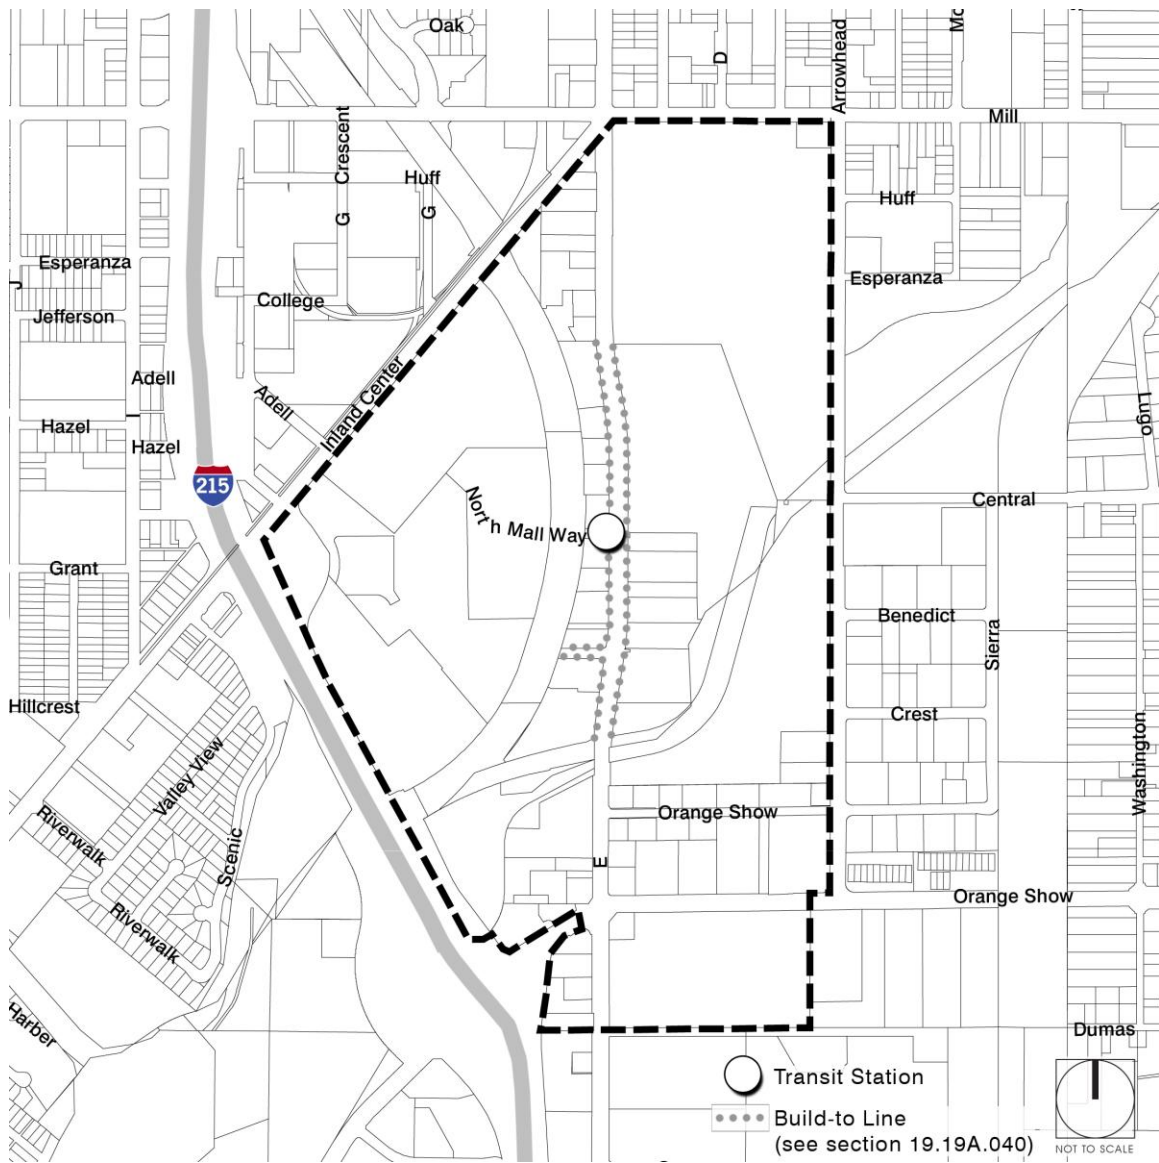 Oak
D
Arrowhead
Mill
Crescent
Huff
G
G
Huff
Esperanza
J
Esperanza
College
Jefferson
Adell
Adell
Inland Center
Hazel
I
Hazel
Lugo
215
North Mall Way
Central
Grant
Benedict
Sierra
Hillcrest
Crest
Valley View
Washington
Riverwalk
Scenic
Orange Show
E
Orange Show
Riverwalk
Harber
Dumas
Transit Station
Build-to Line
(see section 19.19A.040)
NOT TO SCALE